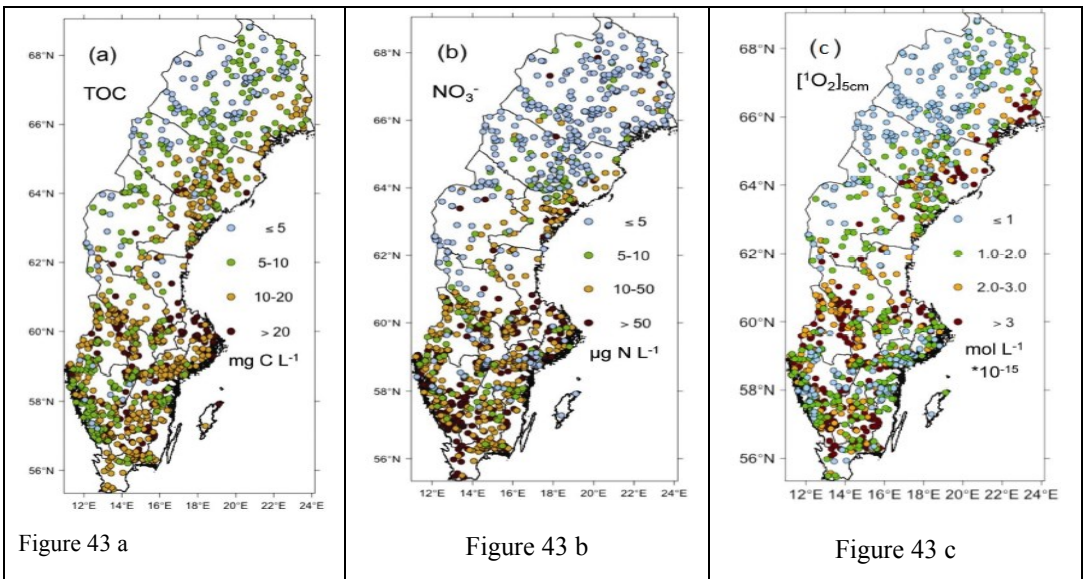 (a)
TOC
68°N
66°N
64°N
62°N
60°N
58°N
56°N
≤ 5
5-10
10-20
> 20
mg C L⁻¹
12°E 14°E 16°E 18°E 20°E 22°E 24°E
Figure 43 a
(b)
NO₃⁻
68°N
66°N
64°N
62°N
60°N
58°N
56°N
≤ 5
5-10
10-50
> 50
µg N L⁻¹
12°E 14°E 16°E 18°E 20°E 22°E 24°E
Figure 43 b
(c)
[¹O₂]5cm
68°N
66°N
64°N
62°N
60°N
58°N
56°N
≤ 1
1.0-2.0
2.0-3.0
> 3
mol L⁻¹
*10⁻¹⁵
12°E 14°E 16°E 18°E 20°E 22°E 24°E
Figure 43 c